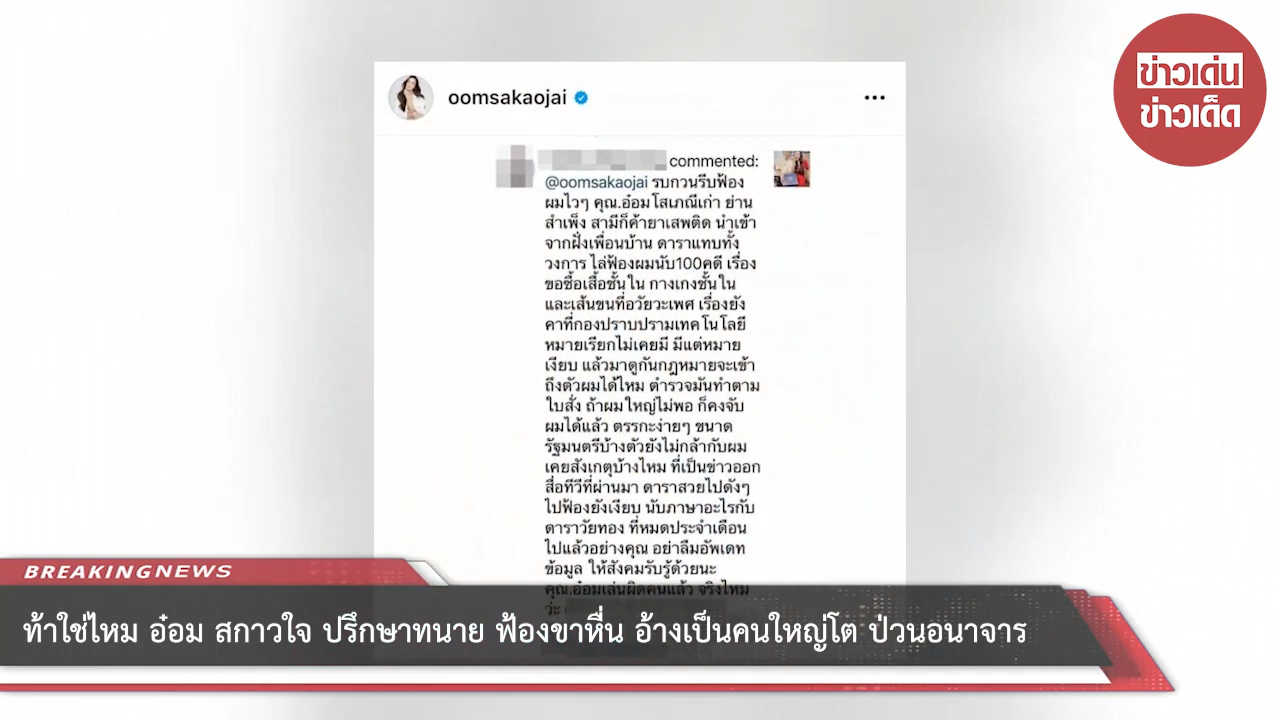 ข่าวเด่น
ข่าวเด็ด
oomsakaojai
commented:
@oomsakaojai รบกวนรีบฟ้อง
ผมไวๆ คุณ.อ๋อมโสเภณีเก่า ย่าน
สำเพ็ง สามีก็ค้ายาเสพติด นำเข้า
จากฝั่งเพื่อนบ้าน ดาราแทบทั้ง
วงการ ไล่ฟ้องผมนับ100คดี เรื่อง
ขอซื้อเสื้อชั้นใน กางเกงชั้นใน
และเส้นขนที่อวัยวะเพศ เรื่องยัง
คาที่กองปราบปรามเทคโนโลยี
หมายเรียกไม่เคยมี มีแต่หมาย
เงียบ แล้วมาดูกันกฎหมายจะเข้า
ถึงตัวผมได้ไหม ตำรวจมันทำตาม
ใบสั่ง ถ้าผมใหญ่ไม่พอ ก็คงจับ
ผมได้แล้ว ตรรกะง่ายๆ ขนาด
รัฐมนตรีบ้างตัวยังไม่กล้ากับผม
เคยสังเกตุบ้างไหม ที่เป็นข่าวออก
สื่อทีวีที่ผ่านมา ดาราสวยไปดังๆ
ไปฟ้องยังเงียบ นับภาษาอะไรกับ
ดาราวัยทอง ที่หมดประจำเดือน
ไปแล้วอย่างคุณ อย่าลืมอัพเดท
ข้อมูล ให้สังคมรับรู้ด้วยนะ
คุณ.อ๋อมเล่นผิดคนแล้ว จริงไหม
ว่ะ
BREAKING NEWS
ท้าใช่ไหม อ๋อม สกาวใจ ปรึกษาทนาย ฟ้องขาหื่น อ้างเป็นคนใหญ่โต ป่วนอนาจาร